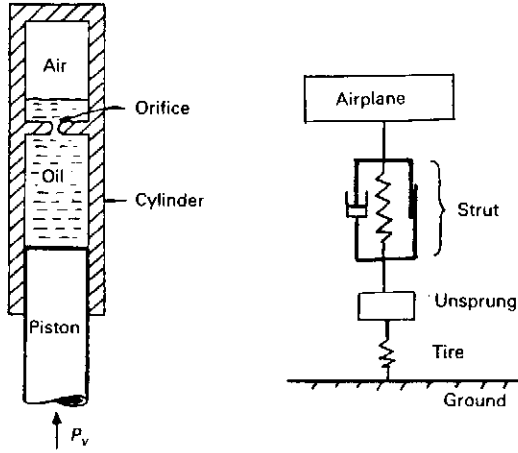 Air
Orifice
Oil
Cylinder
Piston
P_v
Airplane
Strut
Unsprung
Tire
Ground